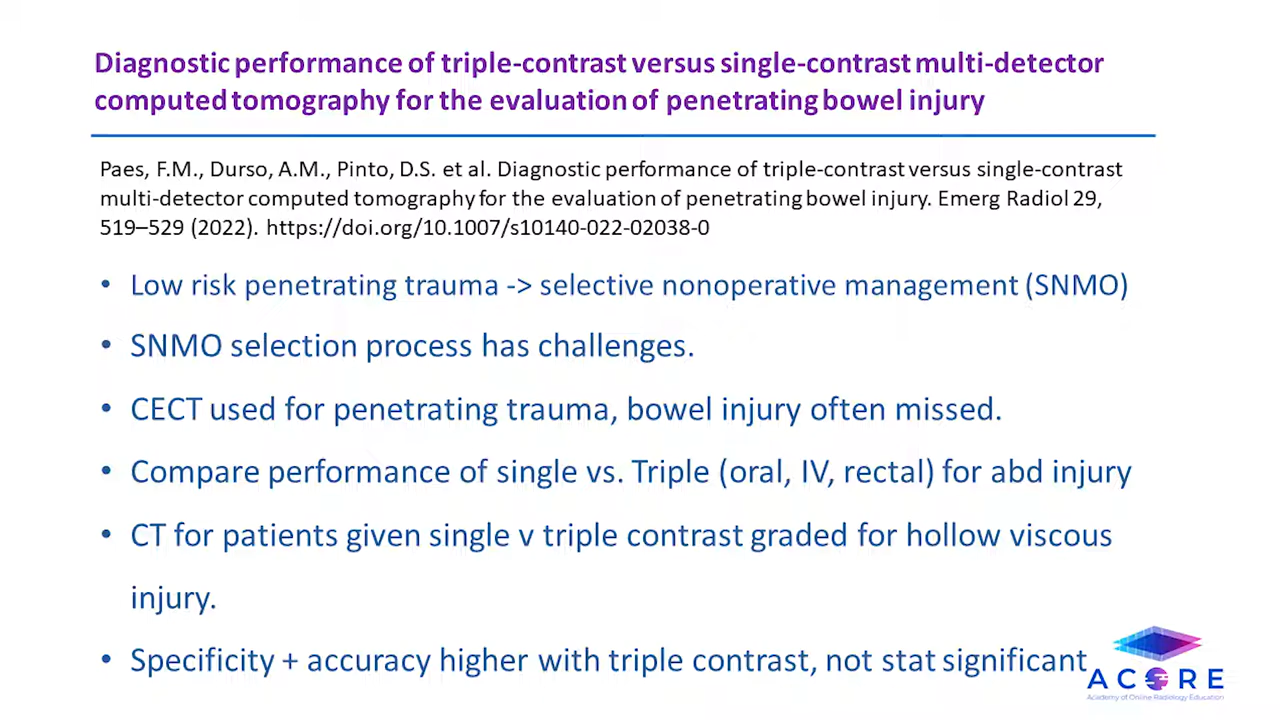 Diagnostic performance of triple-contrast versus single-contrast multi-detector
computed tomography for the evaluation of penetrating bowel injury
Paes, F.M., Durso, A.M., Pinto, D.S. et al. Diagnostic performance of triple-contrast versus single-contrast
multi-detector computed tomography for the evaluation of penetrating bowel injury. Emerg Radiol 29,
519–529 (2022). https://doi.org/10.1007/s10140-022-02038-0
• Low risk penetrating trauma -> selective nonoperative management (SNMO)
• SNMO selection process has challenges.
• CECT used for penetrating trauma, bowel injury often missed.
• Compare performance of single vs. Triple (oral, IV, rectal) for abd injury
• CT for patients given single v triple contrast graded for hollow viscous
injury.
• Specificity + accuracy higher with triple contrast, not stat significant
ACORE
Academy of Online Radiology Education